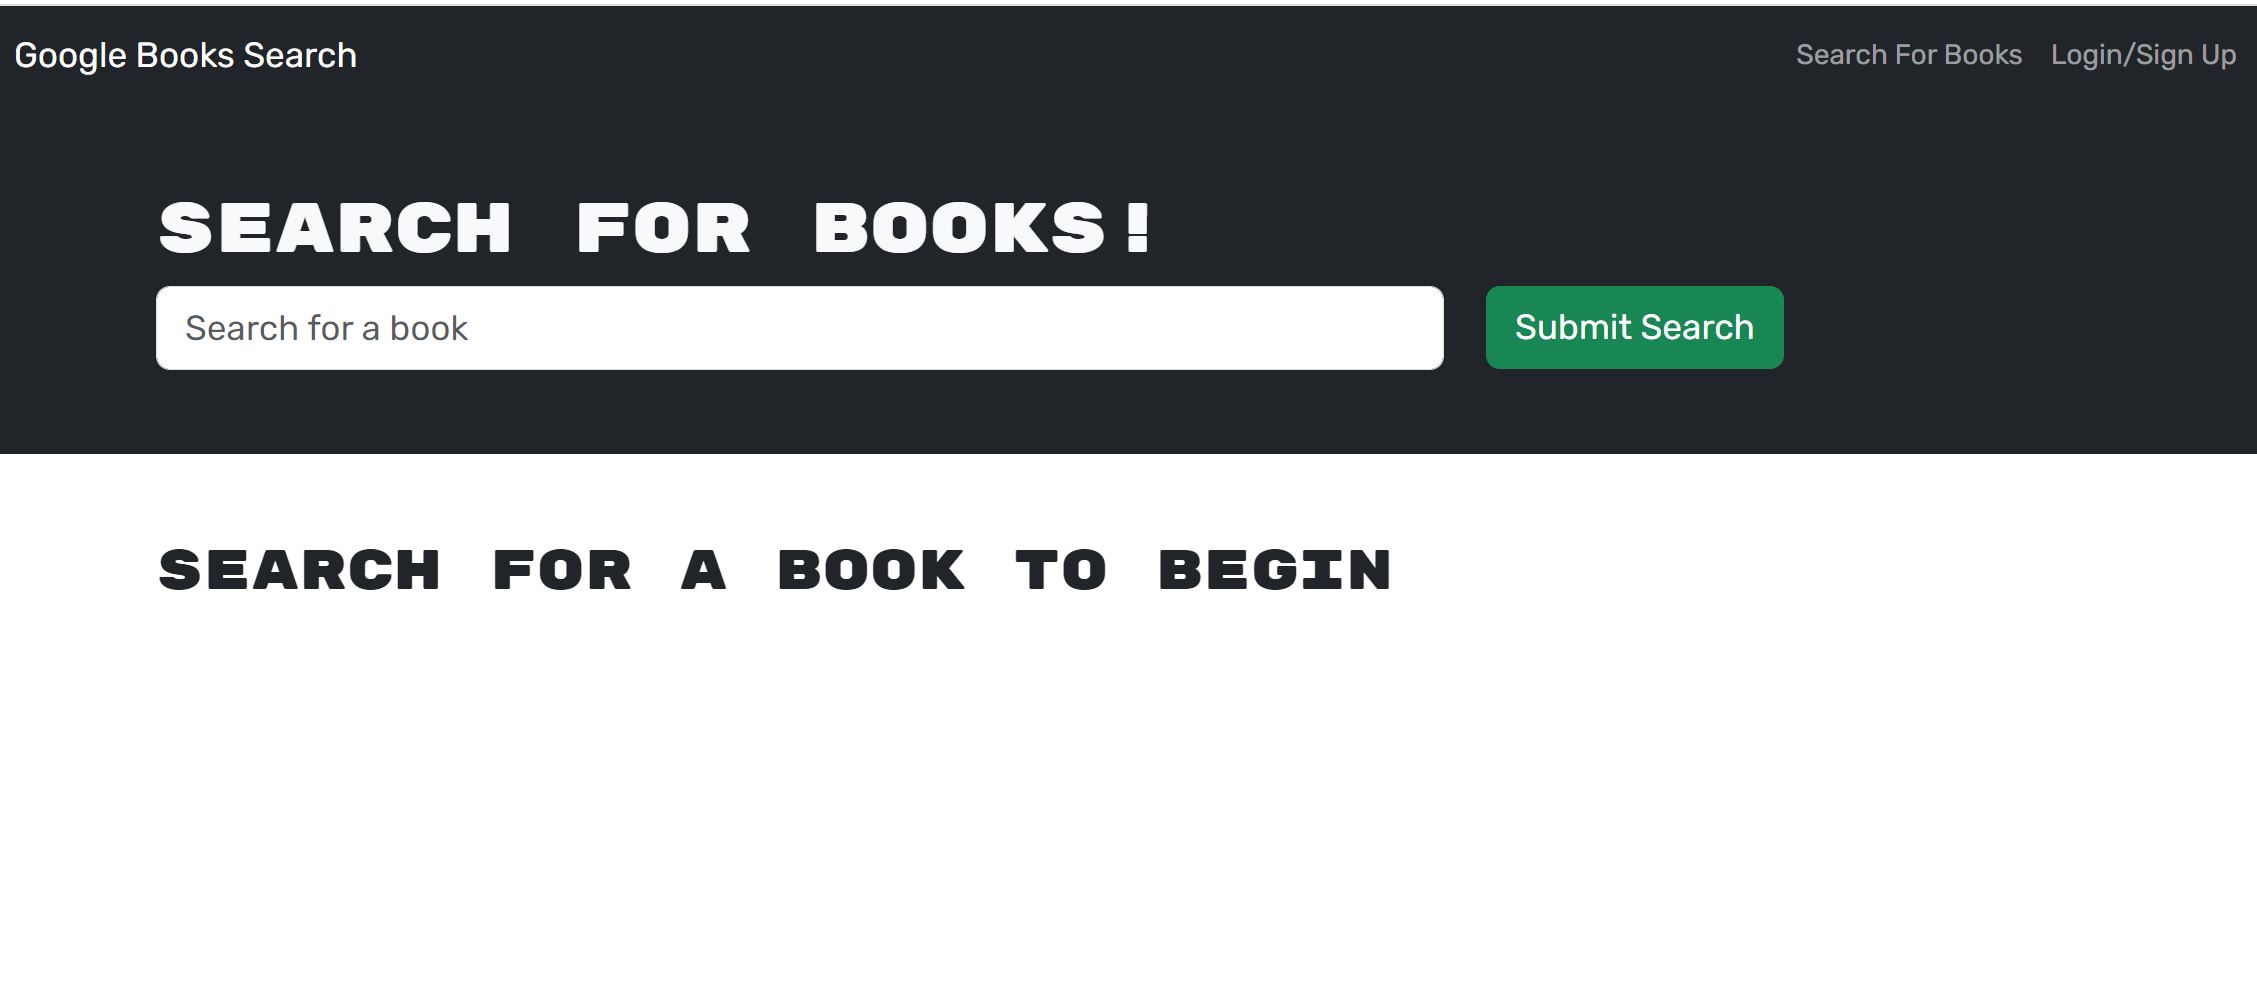 Google Books Search Search For Books Login/Sign Up
SEARCH FOR BOOKS!
Search for a book Submit Search
SEARCH FOR A BOOK TO BEGIN